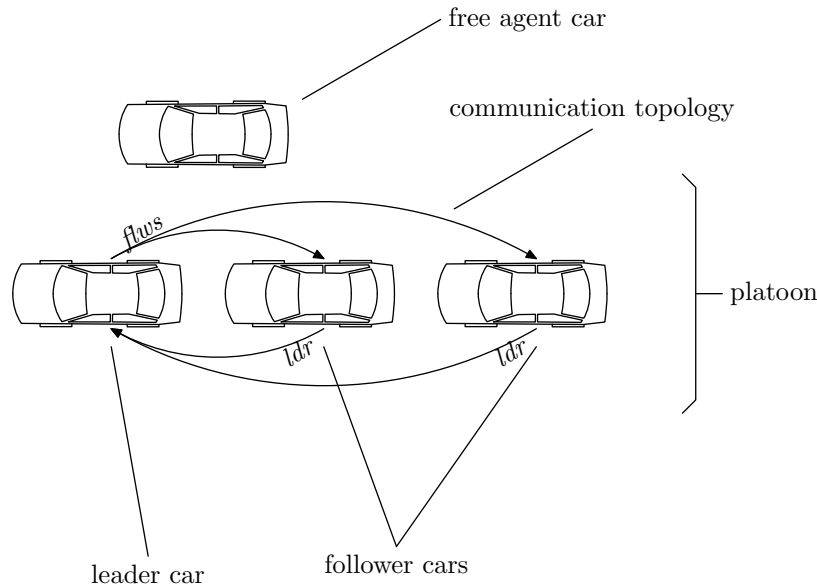 free agent car
communication topology
flws
platoon
ldr
ldr
follower cars
leader car